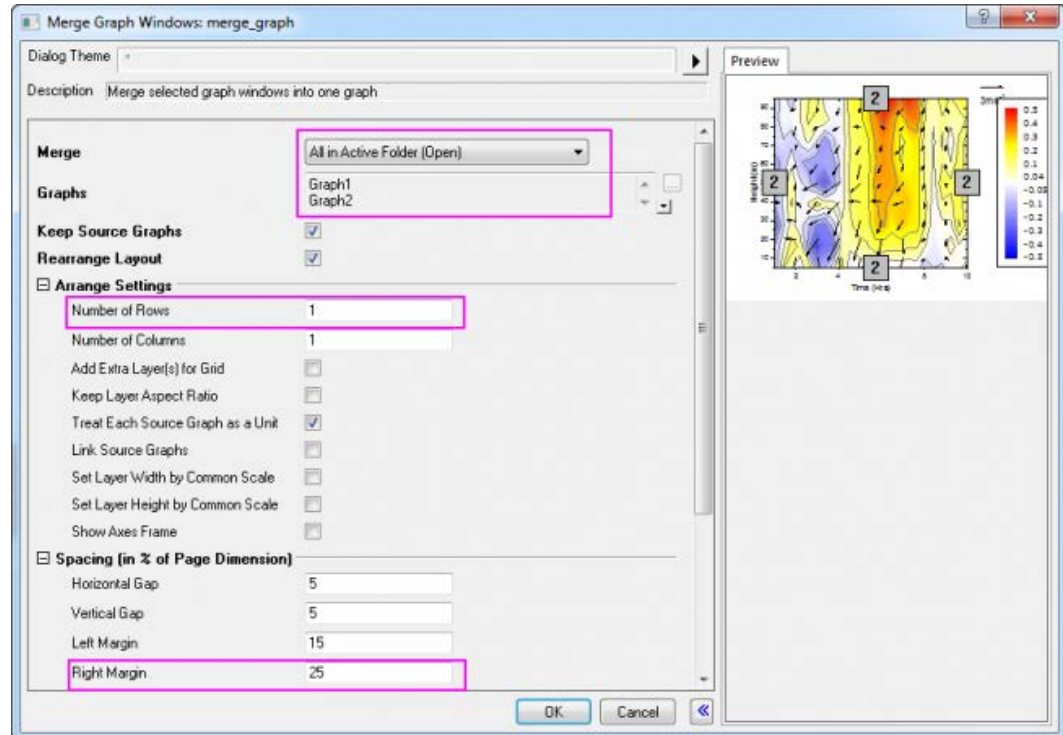 Merge Graph Windows: merge_graph
Dialog Theme *
Description Merge selected graph windows into one graph
Merge All in Active Folder (Open)
Graphs Graph1
Graph2
Keep Source Graphs
Rearrange Layout
Arrange Settings
Number of Rows 1
Number of Columns 1
Add Extra Layer(s) for Grid
Keep Layer Aspect Ratio
Treat Each Source Graph as a Unit
Link Source Graphs
Set Layer Width by Common Scale
Set Layer Height by Common Scale
Show Axes Frame
Spacing (in % of Page Dimension)
Horizontal Gap 5
Vertical Gap 5
Left Margin 15
Right Margin 25
OK Cancel
Preview
2
2
2
2
Time (Hrs)
2 4 8 10
0.5
0.4
0.3
0.2
0.1
0.04
-0.05
-0.1
-0.2
-0.3
-0.4
-0.5